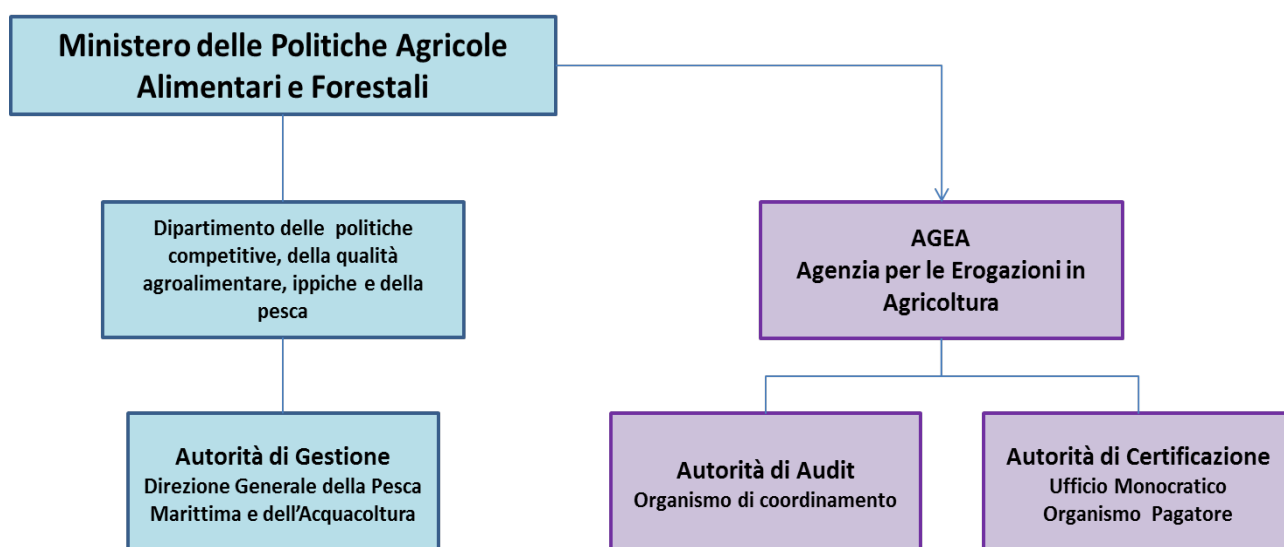 Ministero delle Politiche Agricole
Alimentari e Forestali
Dipartimento delle politiche
competitive, della qualità
agroalimentare, ippiche e della
pesca
AGEA
Agenzia per le Erogazioni in
Agricoltura
Autorità di Gestione
Direzione Generale della Pesca
Marittima e dell'Acquacoltura
Autorità di Audit
Organismo di coordinamento
Autorità di Certificazione
Ufficio Monocratico
Organismo Pagatore